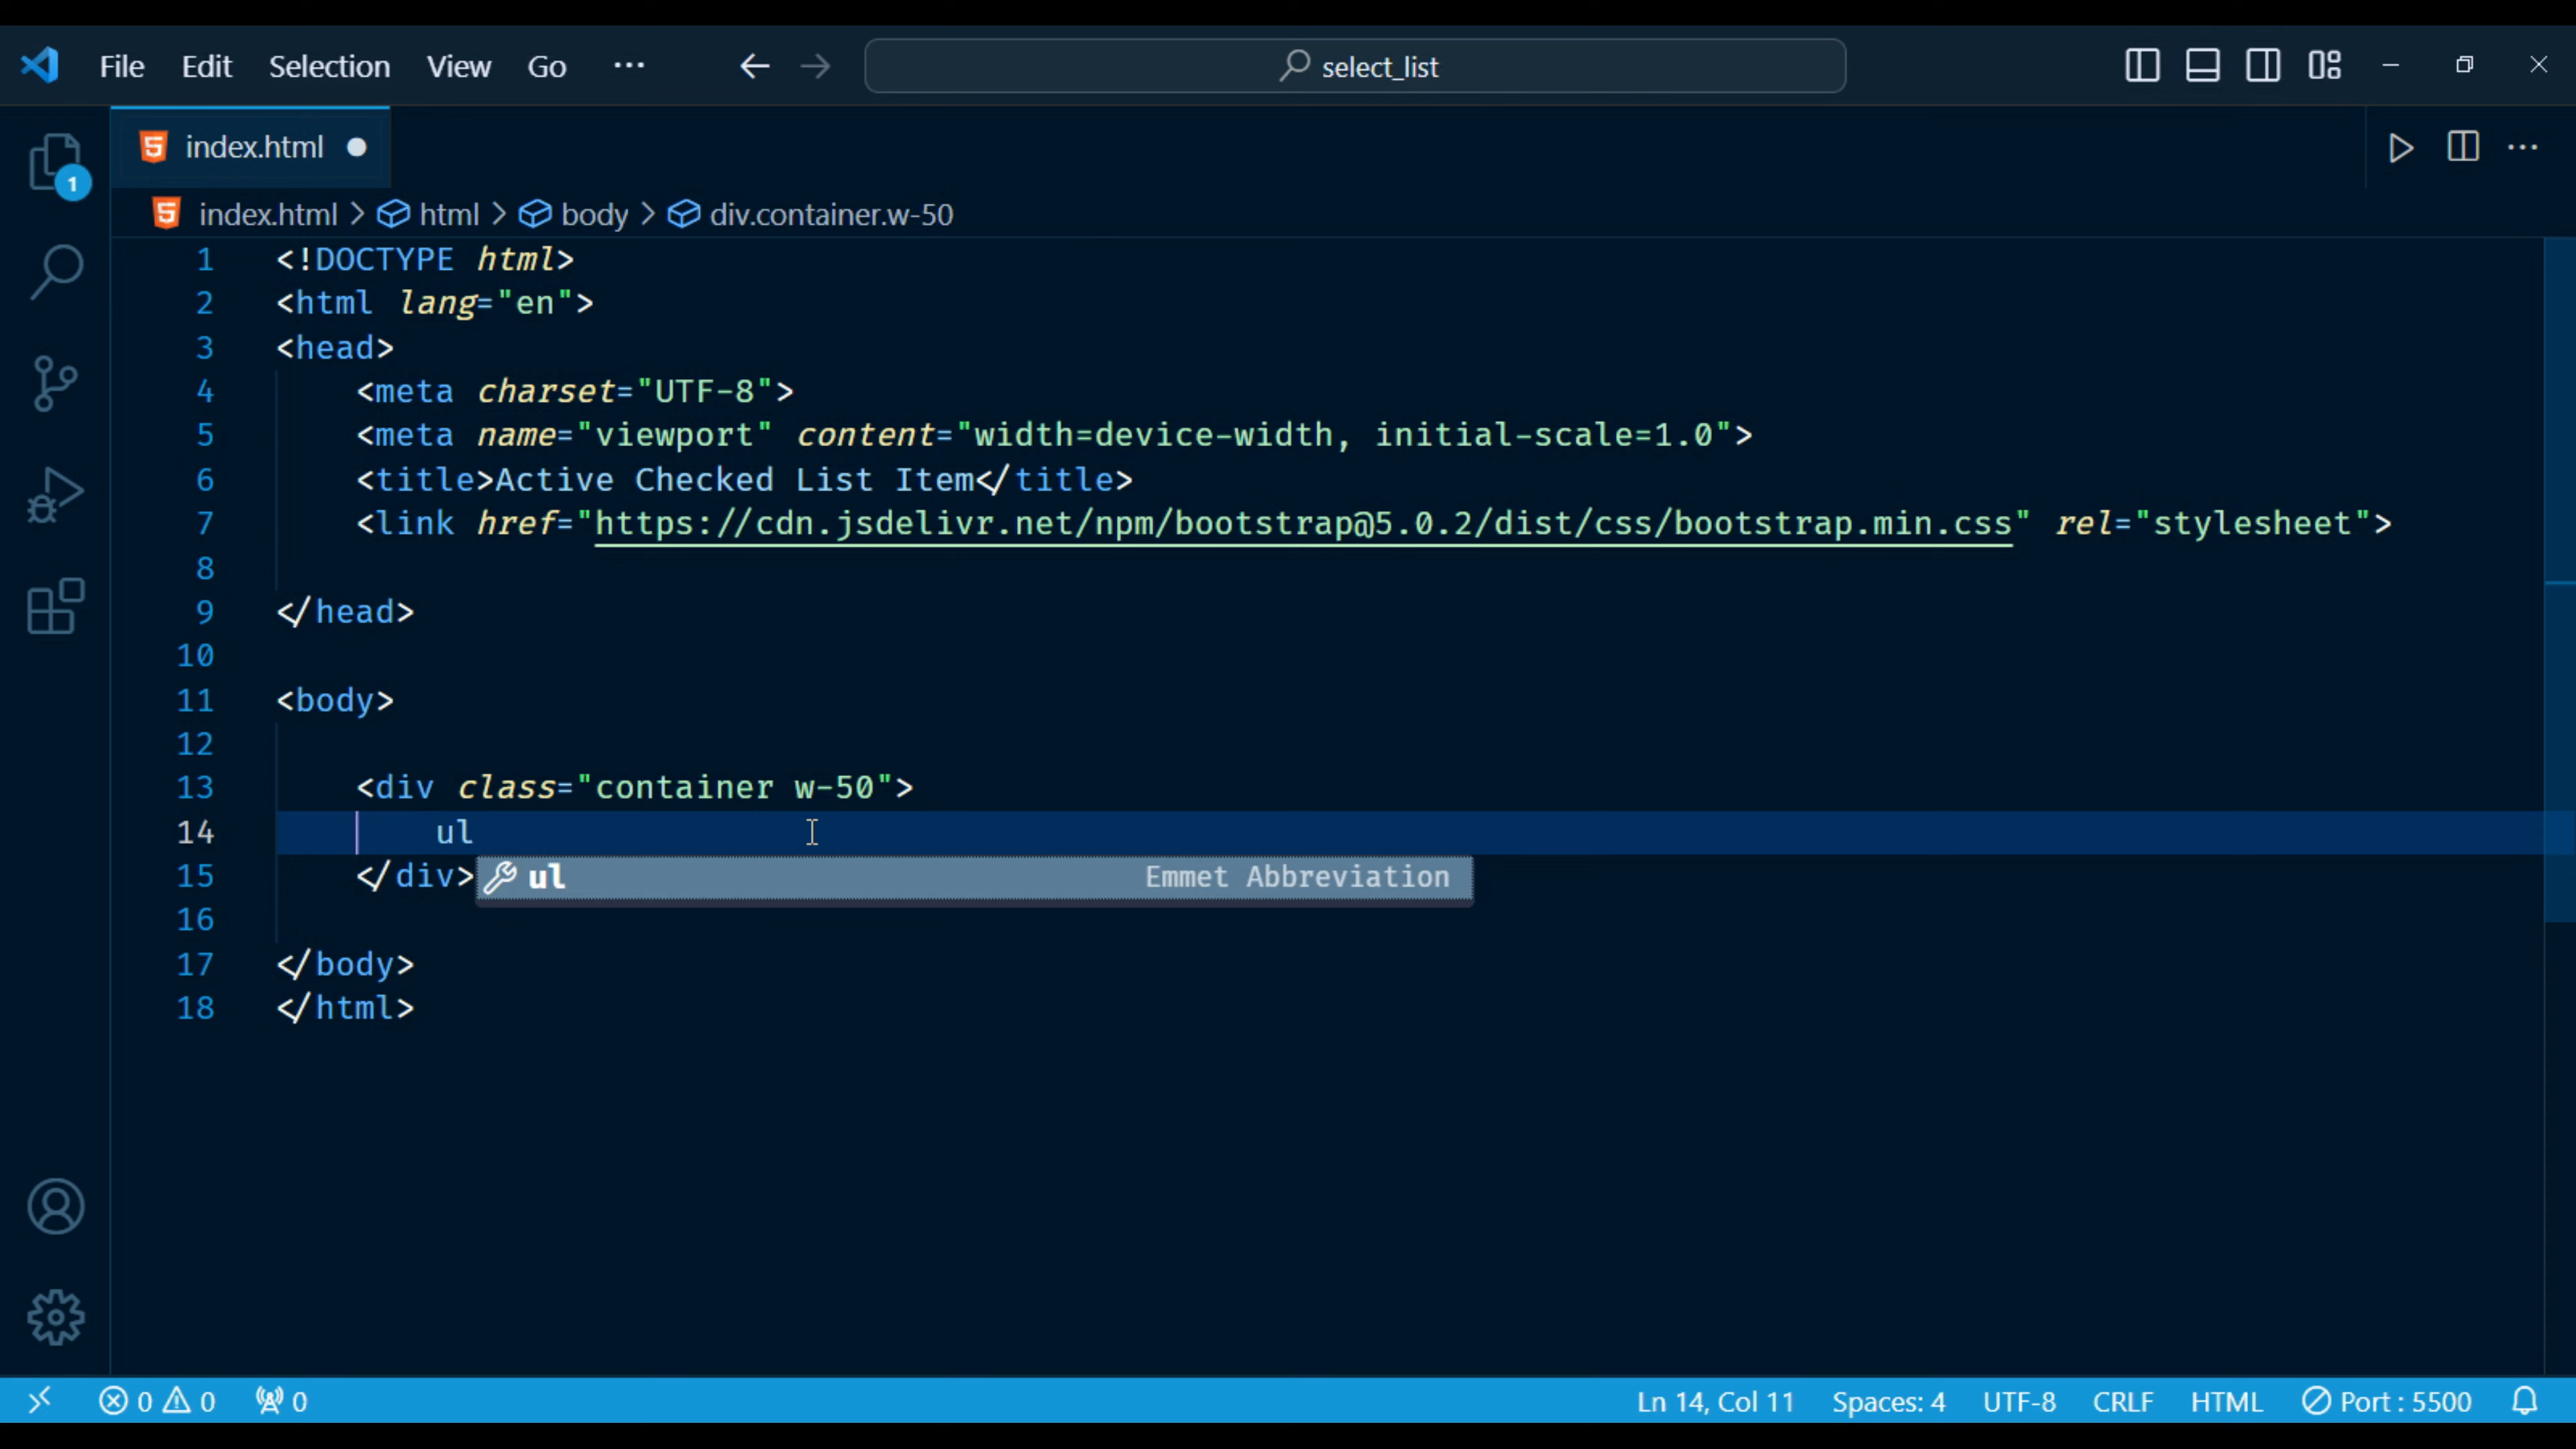 File Edit Selection View Go ··· select_list
index.html
index.html > html > body > div.container.w-50
1 <!DOCTYPE html>
2 <html lang="en">
3 <head>
4 <meta charset="UTF-8">
5 <meta name="viewport" content="width=device-width, initial-scale=1.0">
6 <title>Active Checked List Item</title>
7 <link href="https://cdn.jsdelivr.net/npm/bootstrap@5.0.2/dist/css/bootstrap.min.css" rel="stylesheet">
8
9 </head>
10
11 <body>
12
13 <div class="container w-50">
14 ul
15 </div> ul Emmet Abbreviation
16
17 </body>
18 </html>
1
0 0 0 Ln 14, Col 11 Spaces: 4 UTF-8 CRLF HTML Port : 5500